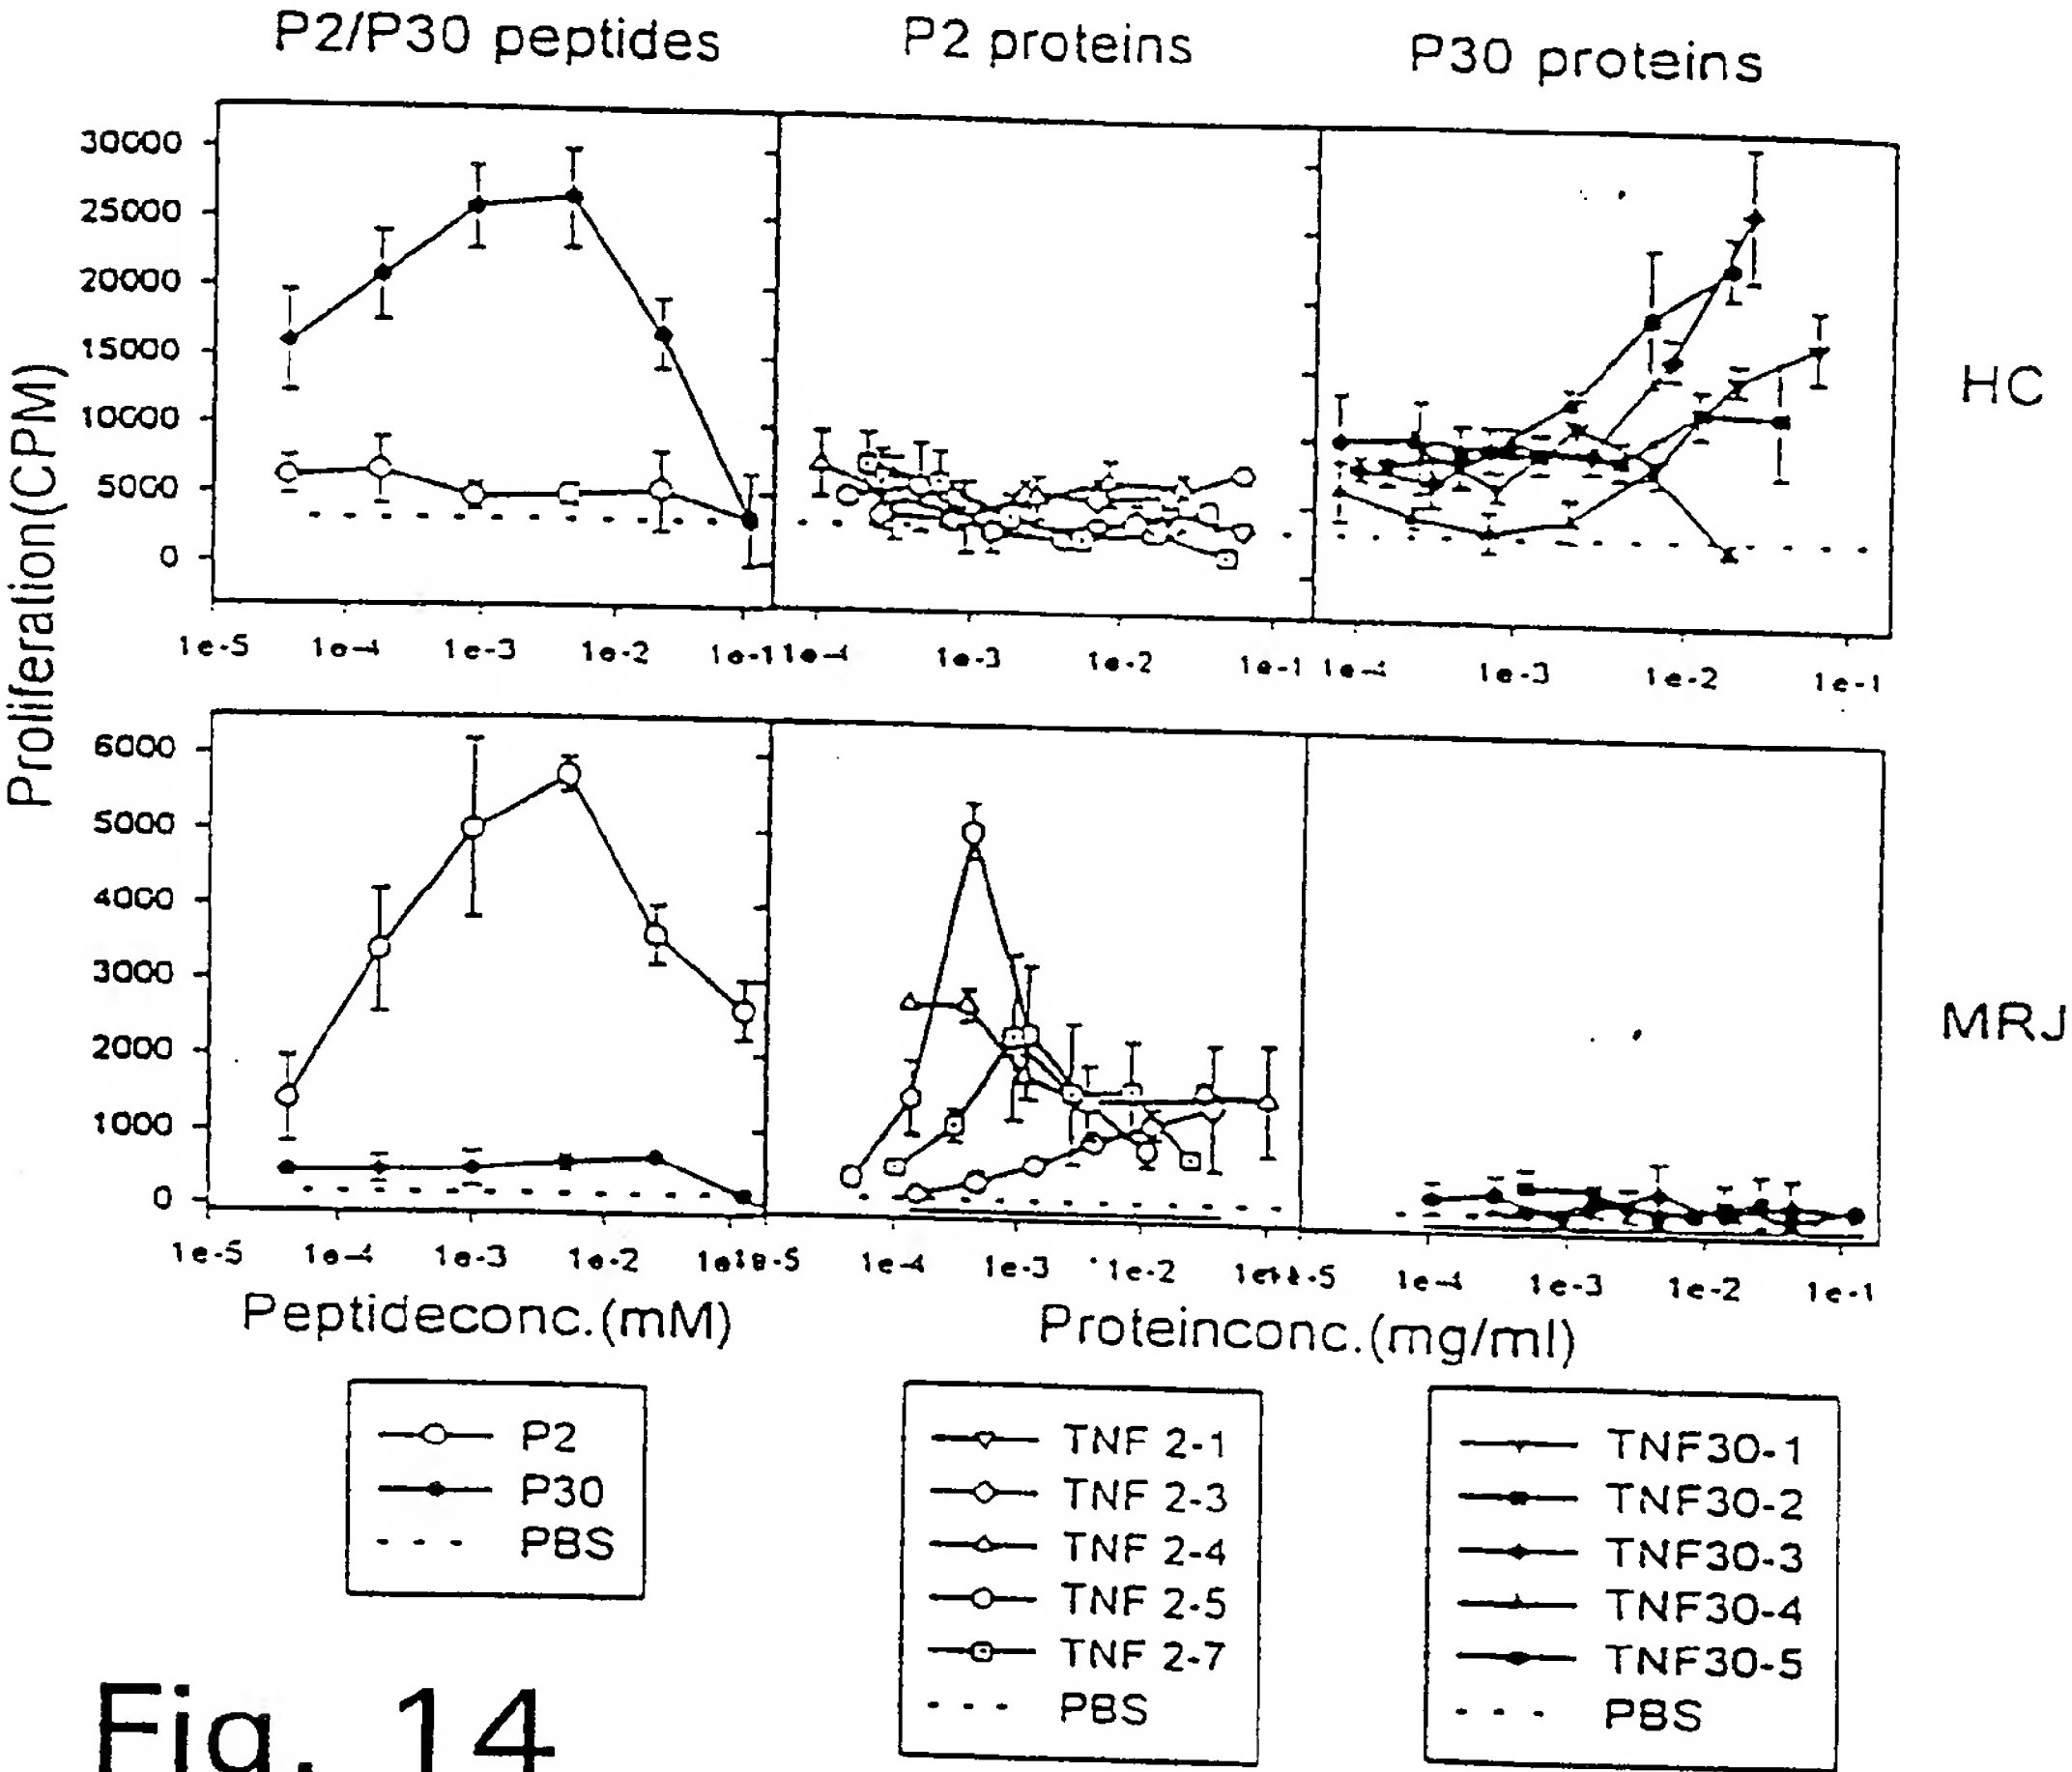 P2/P30 peptides P2 proteins P30 proteins
Proliferation(CPM)
30000
25000
20000
15000
10000
5000
0
HC
1e-5 1e-4 1e-3 1e-2 1e-1 1e-4 1e-3 1e-2 1e-1 1e-4 1e-3 1e-2 1e-1
6000
5000
4000
3000
2000
1000
0
MRJ
1e-5 1e-4 1e-3 1e-2 1e-4 1e-3 1e-2 1e-4 1e-3 1e-2 1e-1
Peptideconc.(mM) Proteinconc.(mg/ml)
P2
P30
PBS
TNF 2-1
TNF 2-3
TNF 2-4
TNF 2-5
TNF 2-7
PBS
TNF30-1
TNF30-2
TNF30-3
TNF30-4
TNF30-5
PBS
Fig. 14